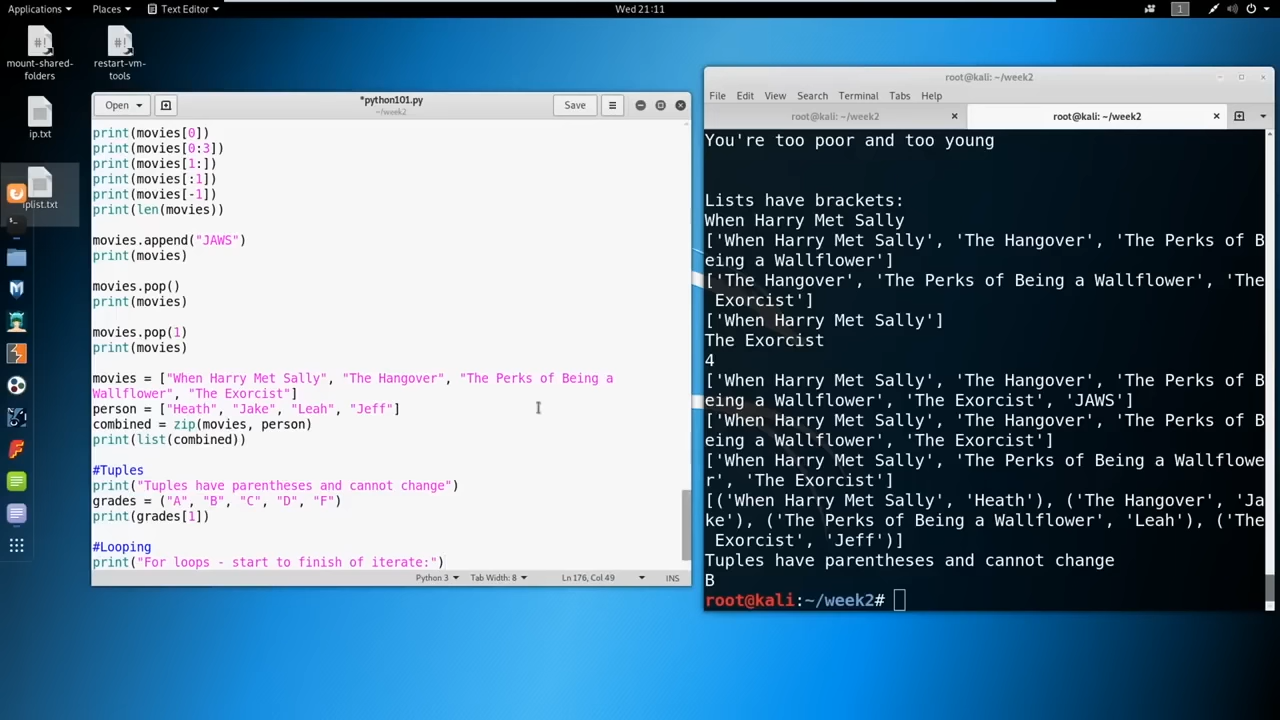 Applications
Places
Text Editor
Wed 21:11
1
mount-shared-folders
restart-vm-tools
ip.txt
iplist.txt
Open
*python101.py
~/week2
Save
print(movies[0])
print(movies[0:3])
print(movies[1:])
print(movies[:1])
print(movies[-1])
print(len(movies))
movies.append("JAWS")
print(movies)
movies.pop()
print(movies)
movies.pop(1)
print(movies)
movies = ["When Harry Met Sally", "The Hangover", "The Perks of Being a
Wallflower", "The Exorcist"]
person = ["Heath", "Jake", "Leah", "Jeff"]
combined = zip(movies, person)
print(list(combined))
#Tuples
print("Tuples have parentheses and cannot change")
grades = ("A", "B", "C", "D", "F")
print(grades[1])
#Looping
print("For loops - start to finish of iterate:")
Python 3
Tab Width: 8
Ln 176, Col 49
INS
root@kali: ~/week2
File Edit View Search Terminal Tabs Help
root@kali: ~/week2
root@kali: ~/week2
You're too poor and too young
Lists have brackets:
When Harry Met Sally
['When Harry Met Sally', 'The Hangover', 'The Perks of B
eing a Wallflower']
['The Hangover', 'The Perks of Being a Wallflower', 'The
Exorcist']
['When Harry Met Sally']
The Exorcist
4
['When Harry Met Sally', 'The Hangover', 'The Perks of B
eing a Wallflower', 'The Exorcist', 'JAWS']
['When Harry Met Sally', 'The Hangover', 'The Perks of B
eing a Wallflower', 'The Exorcist']
['When Harry Met Sally', 'The Perks of Being a Wallflowe
r', 'The Exorcist']
[('When Harry Met Sally', 'Heath'), ('The Hangover', 'Ja
ke'), ('The Perks of Being a Wallflower', 'Leah'), ('The
Exorcist', 'Jeff')]
Tuples have parentheses and cannot change
B
root@kali:~/week2#